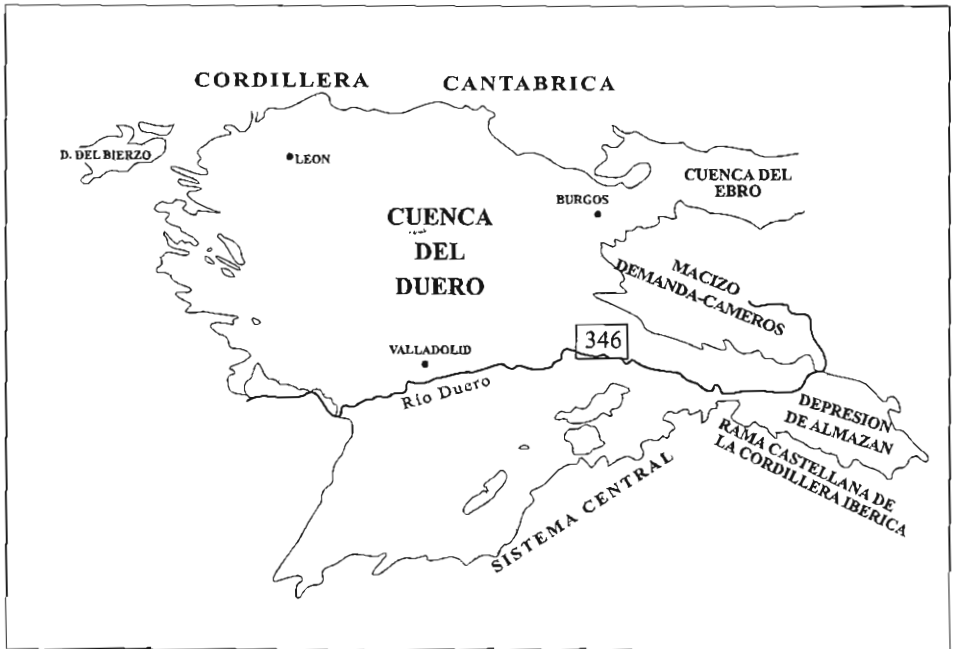 CORDILLERA CANTABRICA
D. DEL BIERZO
LEON
CUENCA DEL
EBRO
BURGOS
CUENCA
DEL
DUERO
MACIZO
DEMANDA-CAMEROS
346
VALLADOLID
Río Duero
DEPRESION
DE ALMAZAN
RAMA CASTELLANA DE
LA CORDILLERA IBERICA
SISTEMA CENTRAL